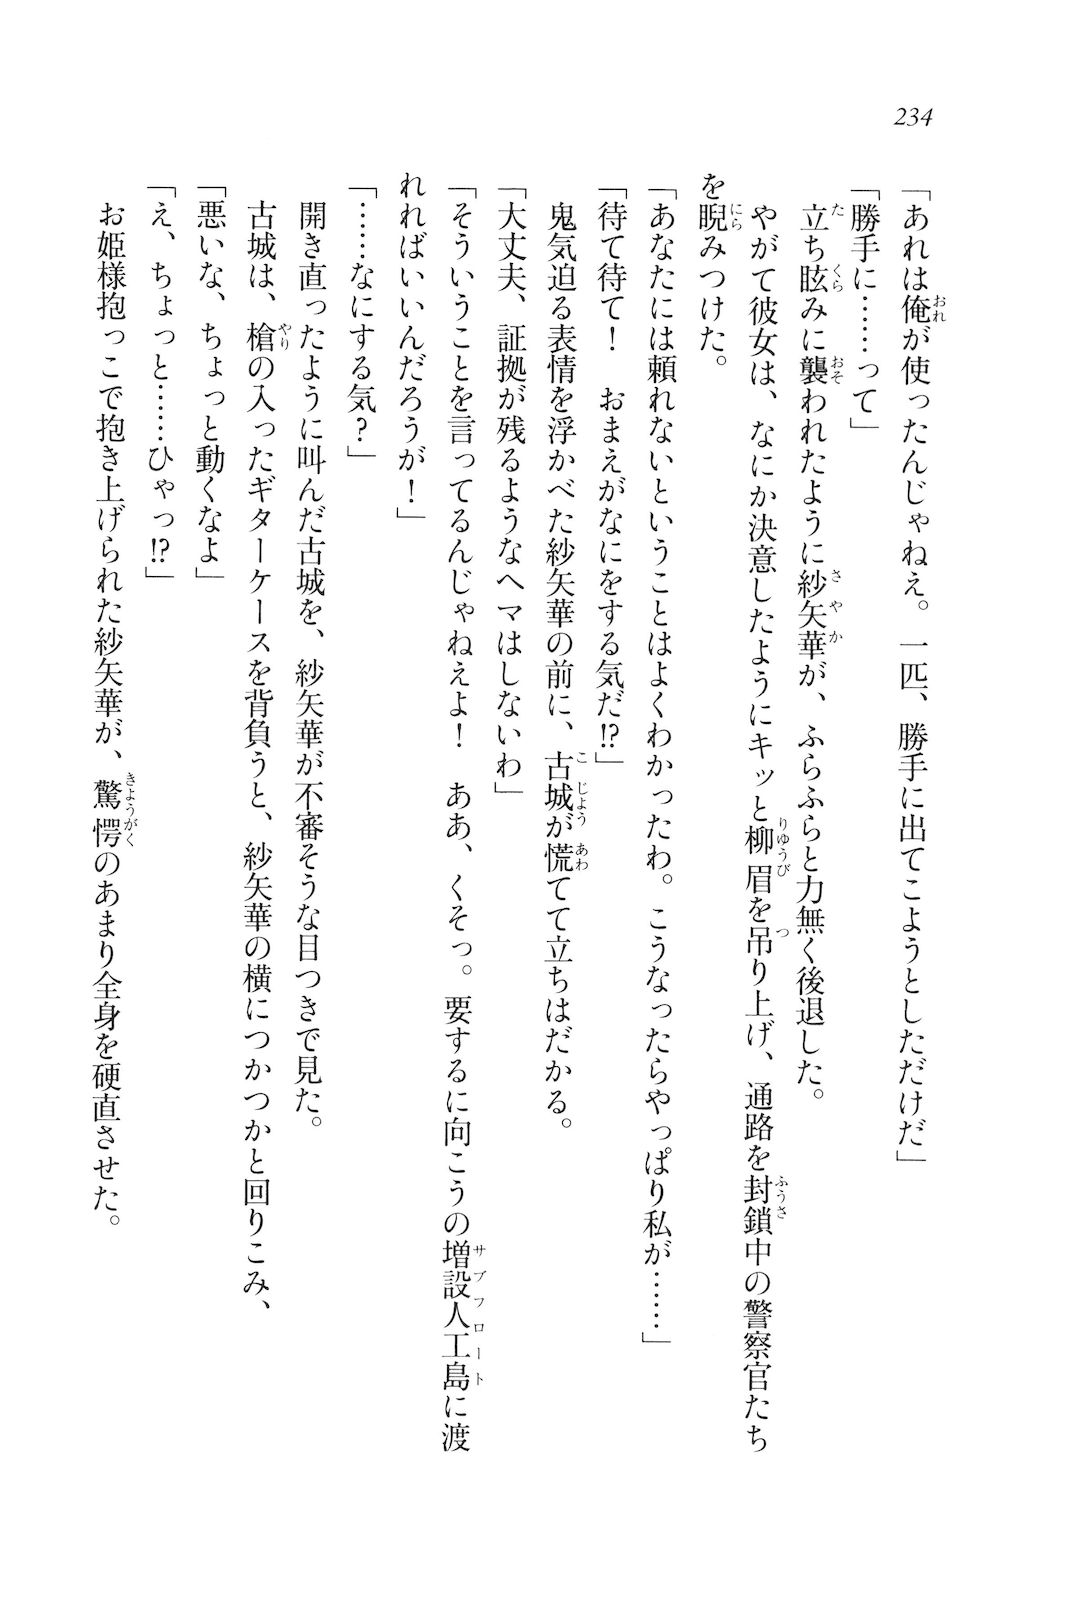 234
「あれは俺が使ったんじゃねえ。一匹、勝手に出てこようとしただけだ」
「勝手に……って」
立ち眩みに襲われたように紗矢華が、ふらふらと力無く後退した。
やがて彼女は、なにか決意したようにキッと柳眉を吊り上げ、通路を封鎖中の警察官たち
を睨みつけた。
「あなたには頼れないということはよくわかったわ。こうなったらやっぱり私が……」
「待て待て！　おまえがなにをする気だ!?」
鬼気迫る表情を浮かべた紗矢華の前に、古城が慌てて立ちはだかる。
「大丈夫、証拠が残るようなヘマはしないわ」
「そういうことを言ってるんじゃねえよ！　ああ、くそっ。要するに向こうの増設人工島に渡
れればいいんだろうが！」
「……なにする気？」
開き直ったように叫んだ古城を、紗矢華が不審そうな目つきで見た。
古城は、槍の入ったギターケースを背負うと、紗矢華の横につかつかと回りこみ、
「悪いな、ちょっと動くなよ」
「え、ちょっと……ひゃっ!?」
お姫様抱っこで抱き上げられた紗矢華が、驚愕のあまり全身を硬直させた。